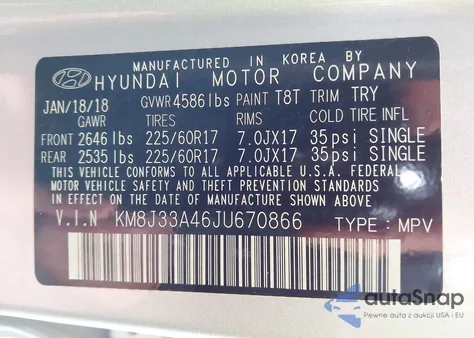 MANUFACTURED IN KOREA BY
HYUNDAI MOTOR COMPANY
JAN/18/18 GVWR 4586lbs PAINT T8T TRIM TRY
GAWR TIRES RIMS COLD TIRE INFL
FRONT 2646 lbs 225/60R17 7.0JX17 35psi SINGLE
REAR 2535 lbs 225/60R17 7.0JX17 35psi SINGLE
THIS VEHICLE CONFORMS TO ALL APPLICABLE U.S.A. FEDERAL
MOTOR VEHICLE SAFETY, BUMPER, AND THEFT PREVENTION STANDARDS
IN EFFECT ON THE DATE OF MANUFACTURE SHOWN ABOVE.
V.I.N KM8J33A46JU670866 TYPE : MPV
autoSnap
Pewne auta z aukcji USA i EU